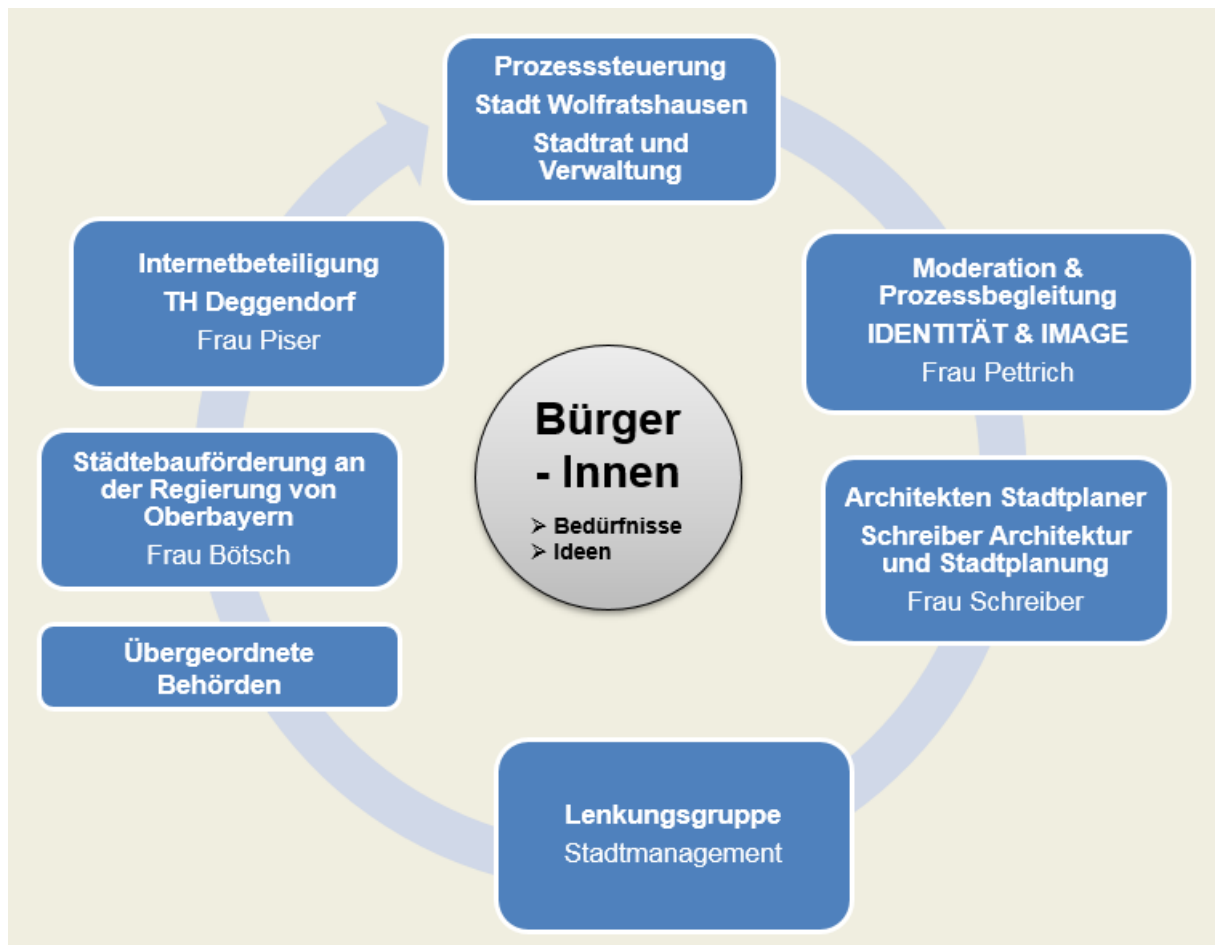 Prozesssteuerung
Stadt Wolfratshausen
Stadtrat und
Verwaltung
Moderation &
Prozessbegleitung
IDENTITÄT & IMAGE
Frau Pettrich
Architekten Stadtplaner
Schreiber Architektur
und Stadtplanung
Frau Schreiber
Lenkungsgruppe
Stadtmanagement
Übergeordnete
Behörden
Städtebauförderung an
der Regierung von
Oberbayern
Frau Bötsch
Internetbeteiligung
TH Deggendorf
Frau Piser
Bürger
- Innen
➢ Bedürfnisse
➢ Ideen